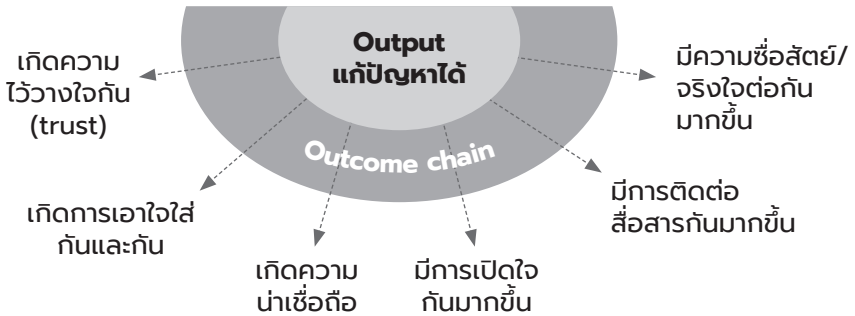 Output
แก้ปัญหาได้
Outcome chain
เกิดความ
ไว้วางใจกัน
(trust)
เกิดการเอาใจใส่
กันและกัน
เกิดความ
น่าเชื่อถือ
มีการเปิดใจ
กันมากขึ้น
มีการติดต่อ
สื่อสารกันมากขึ้น
มีความซื่อสัตย์/
จริงใจต่อกัน
มากขึ้น